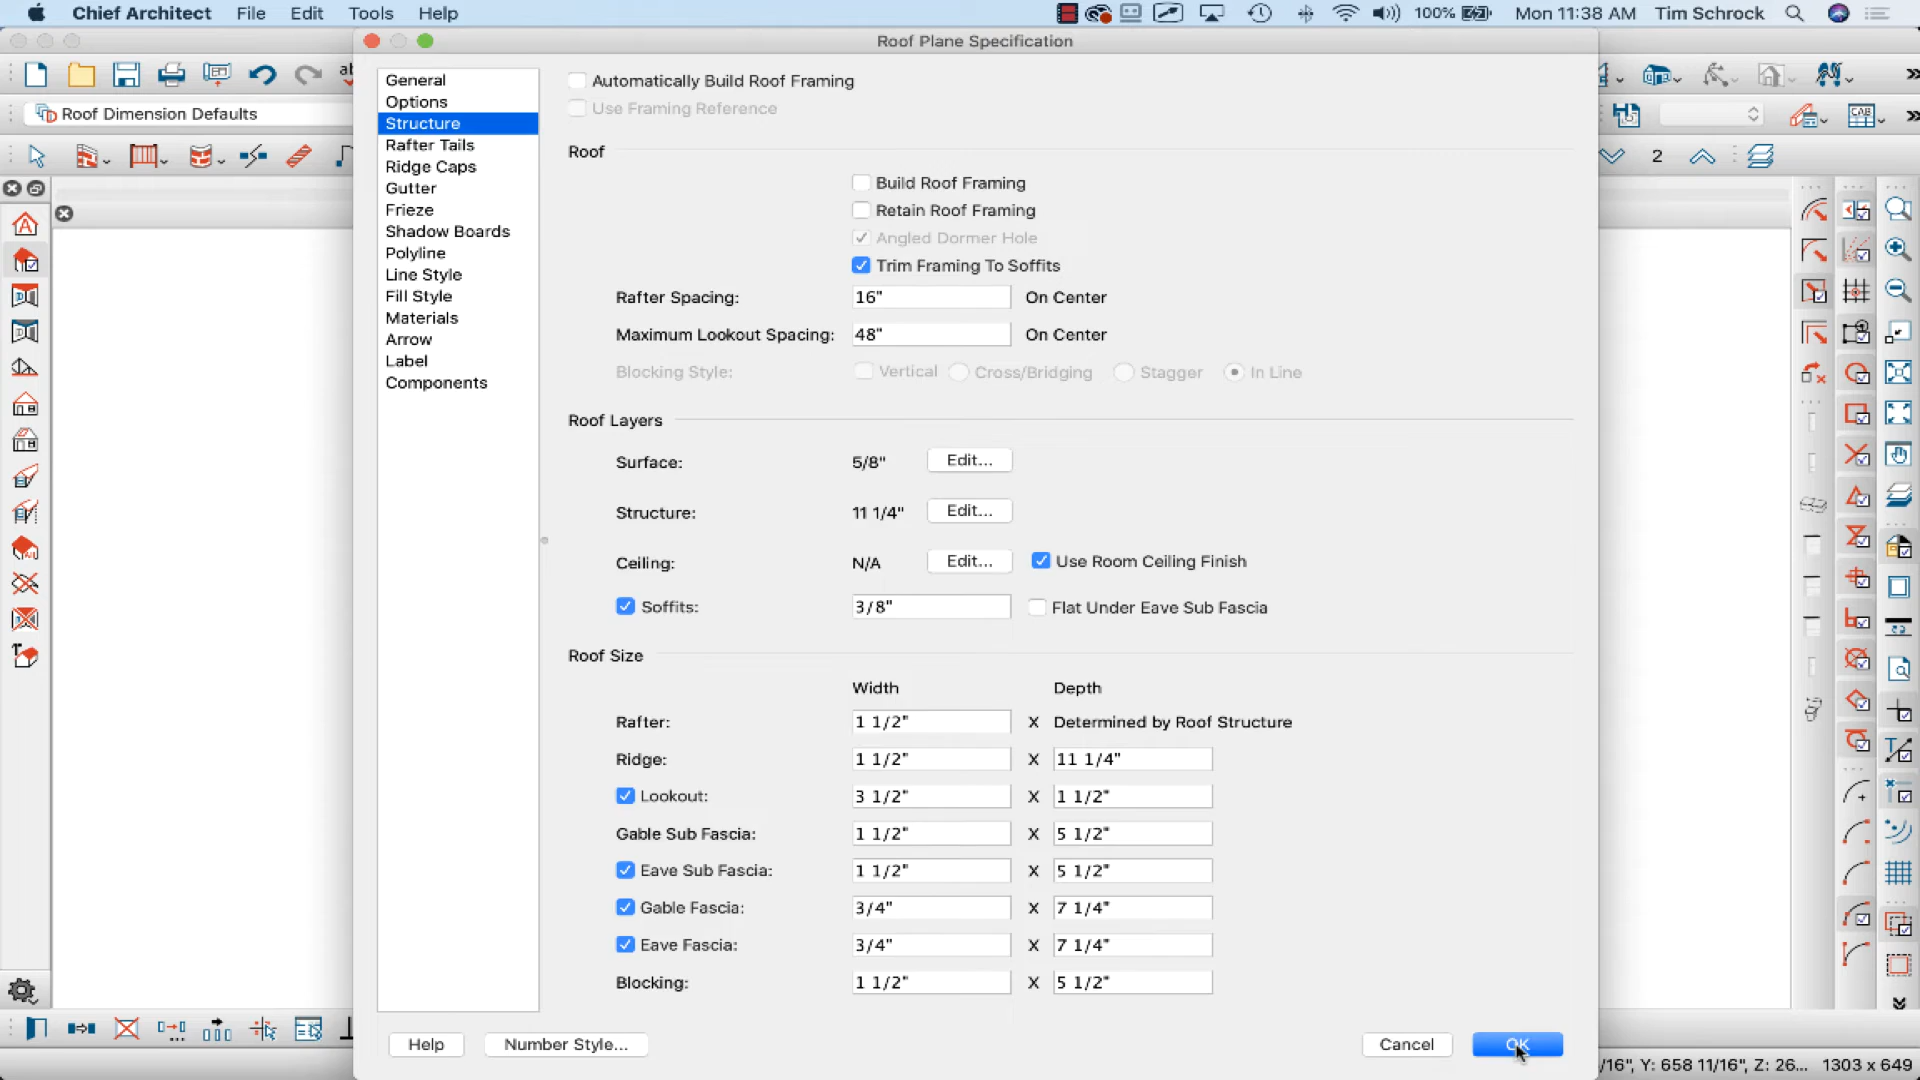 Chief Architect File Edit Tools Help 100% Mon 11:38 AM Tim Schrock
Roof Plane Specification
Roof Dimension Defaults
2
General
Options
Structure
Rafter Tails
Ridge Caps
Gutter
Frieze
Shadow Boards
Polyline
Line Style
Fill Style
Materials
Arrow
Label
Components
Automatically Build Roof Framing
Use Framing Reference
Roof
Build Roof Framing
Retain Roof Framing
Angled Dormer Hole
Trim Framing To Soffits
Rafter Spacing: 16" On Center
Maximum Lookout Spacing: 48" On Center
Blocking Style: Vertical Cross/Bridging Stagger In Line
Roof Layers
Surface: 5/8" Edit...
Structure: 11 1/4" Edit...
Ceiling: N/A Edit... Use Room Ceiling Finish
Soffits: 3/8" Flat Under Eave Sub Fascia
Roof Size
Width Depth
Rafter: 1 1/2" X Determined by Roof Structure
Ridge: 1 1/2" X 11 1/4"
Lookout: 3 1/2" X 1 1/2"
Gable Sub Fascia: 1 1/2" X 5 1/2"
Eave Sub Fascia: 1 1/2" X 5 1/2"
Gable Fascia: 3/4" X 7 1/4"
Eave Fascia: 3/4" X 7 1/4"
Blocking: 1 1/2" X 5 1/2"
Help Number Style... Cancel OK
/16", Y: 658 11/16", Z: 26... 1303 x 649